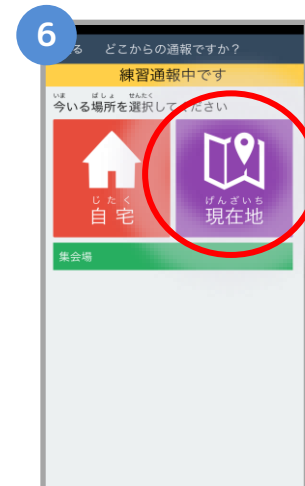 6
る どこからの通報ですか？
練習通報中です
いま ばしょ せんたく
今いる場所を選択してください
じたく
自宅
げんざいち
現在地
集会場